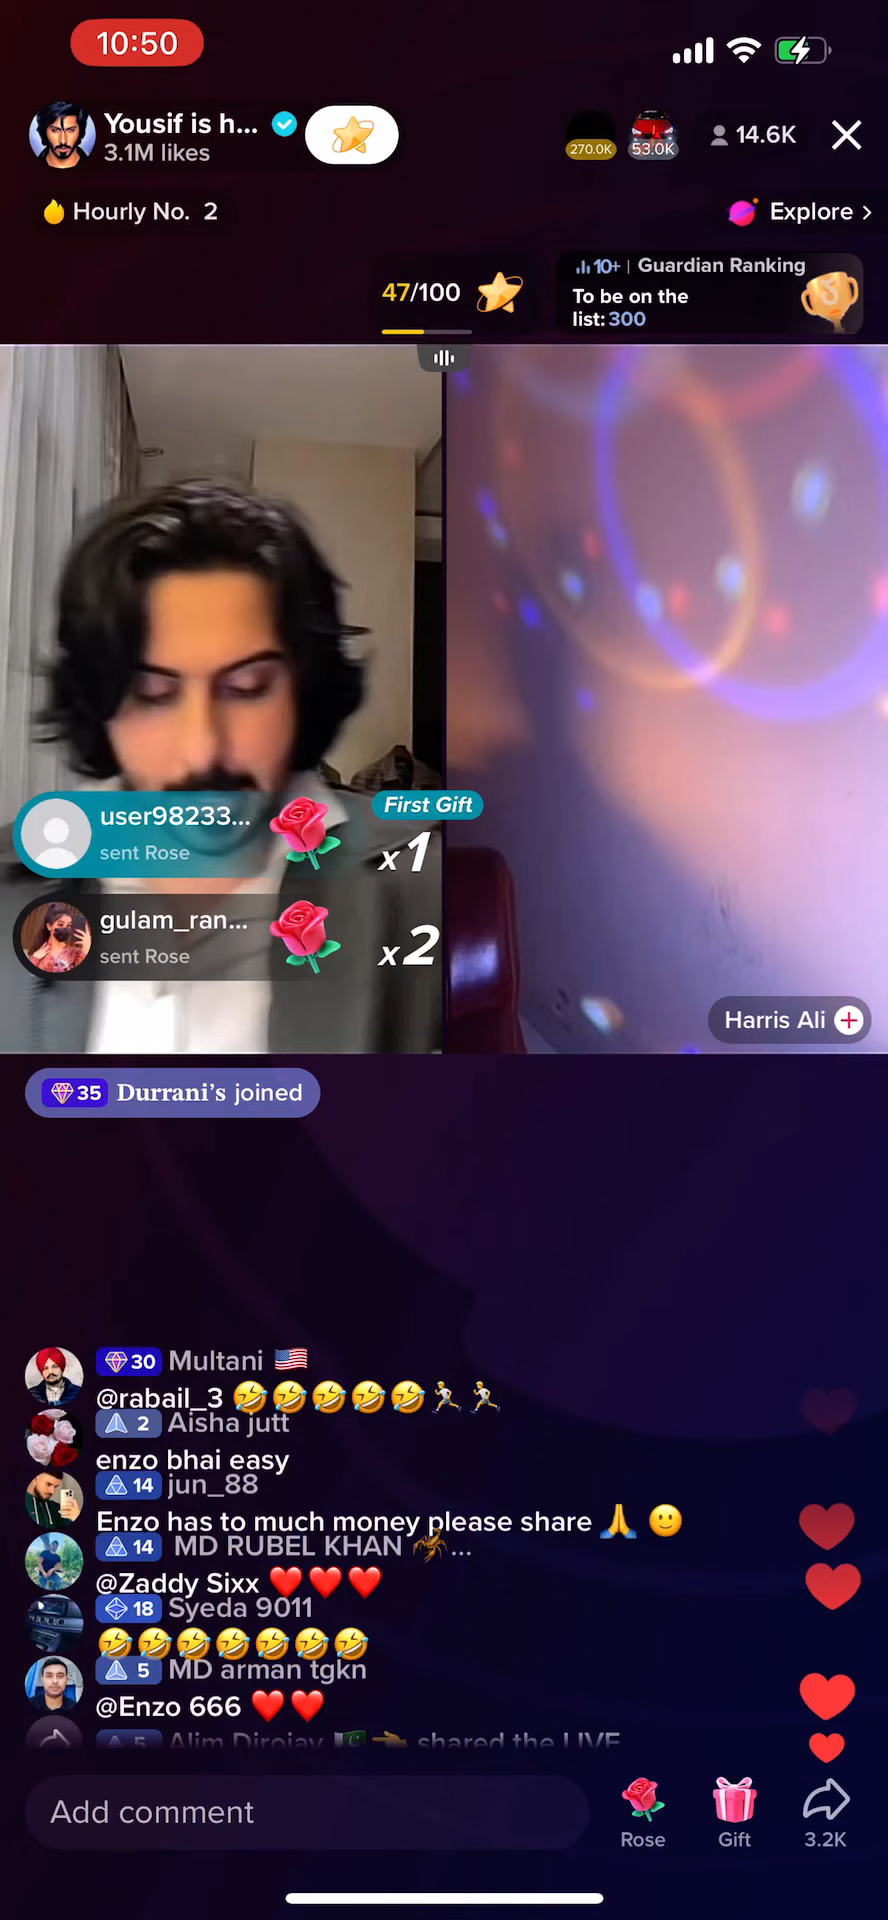 10:50
Yousif is h...
3.1M likes
270.0K
53.0K
14.6K
Hourly No. 2
Explore >
47/100
10+ | Guardian Ranking
To be on the
list: 300
user98233...
sent Rose
First Gift
x1
gulam_ran...
sent Rose
x2
Harris Ali
35 Durrani's joined
30 Multani 🇺🇸
@rabail_3 🤣🤣🤣🤣🤣🏃🏃
2 Aisha jutt
enzo bhai easy
14 jun_88
Enzo has to much money please share 🙏 🙂
14 MD RUBEL KHAN 🦂...
@Zaddy Sixx ❤️❤️❤️
18 Syeda 9011
🤣🤣🤣🤣🤣🤣🤣
5 MD arman tgkn
@Enzo 666 ❤️❤️
5 shared the LIVE
Add comment
Rose
Gift
3.2K